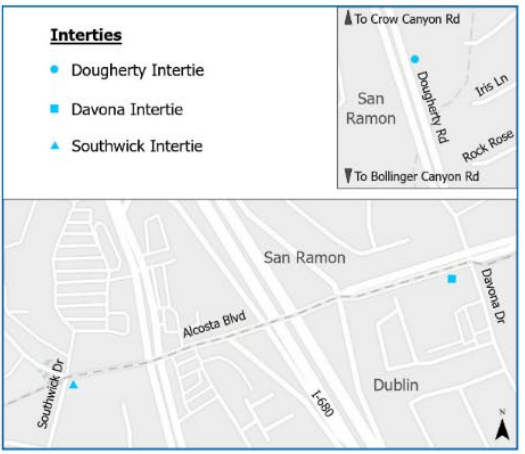 Interties
Dougherty Intertie
Davona Intertie
Southwick Intertie
To Crow Canyon Rd
San
Ramon
Dougherty Rd
Iris Ln
Rock Rose
To Bollinger Canyon Rd
San Ramon
Alcosta Blvd
Davona Dr
Southwick Dr
I-680
Dublin
N